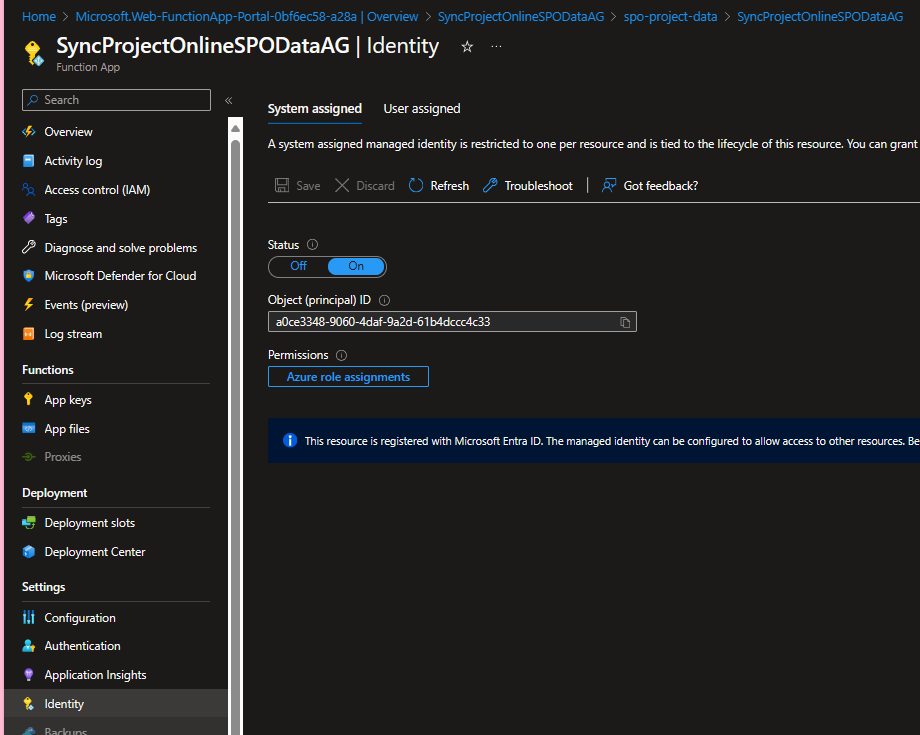 Home > Microsoft.Web-FunctionApp-Portal-0bf6ec58-a28a | Overview > SyncProjectOnlineSPODataAG > spo-project-data > SyncProjectOnlineSPODataAG
SyncProjectOnlineSPODataAG | Identity
Function App
Search
Overview
Activity log
Access control (IAM)
Tags
Diagnose and solve problems
Microsoft Defender for Cloud
Events (preview)
Log stream
Functions
App keys
App files
Proxies
Deployment
Deployment slots
Deployment Center
Settings
Configuration
Authentication
Application Insights
Identity
Backups
System assigned User assigned
A system assigned managed identity is restricted to one per resource and is tied to the lifecycle of this resource. You can grant
Save Discard Refresh Troubleshoot Got feedback?
Status
Off On
Object (principal) ID
a0ce3348-9060-4daf-9a2d-61b4dccc4c33
Permissions
Azure role assignments
This resource is registered with Microsoft Entra ID. The managed identity can be configured to allow access to other resources. Be